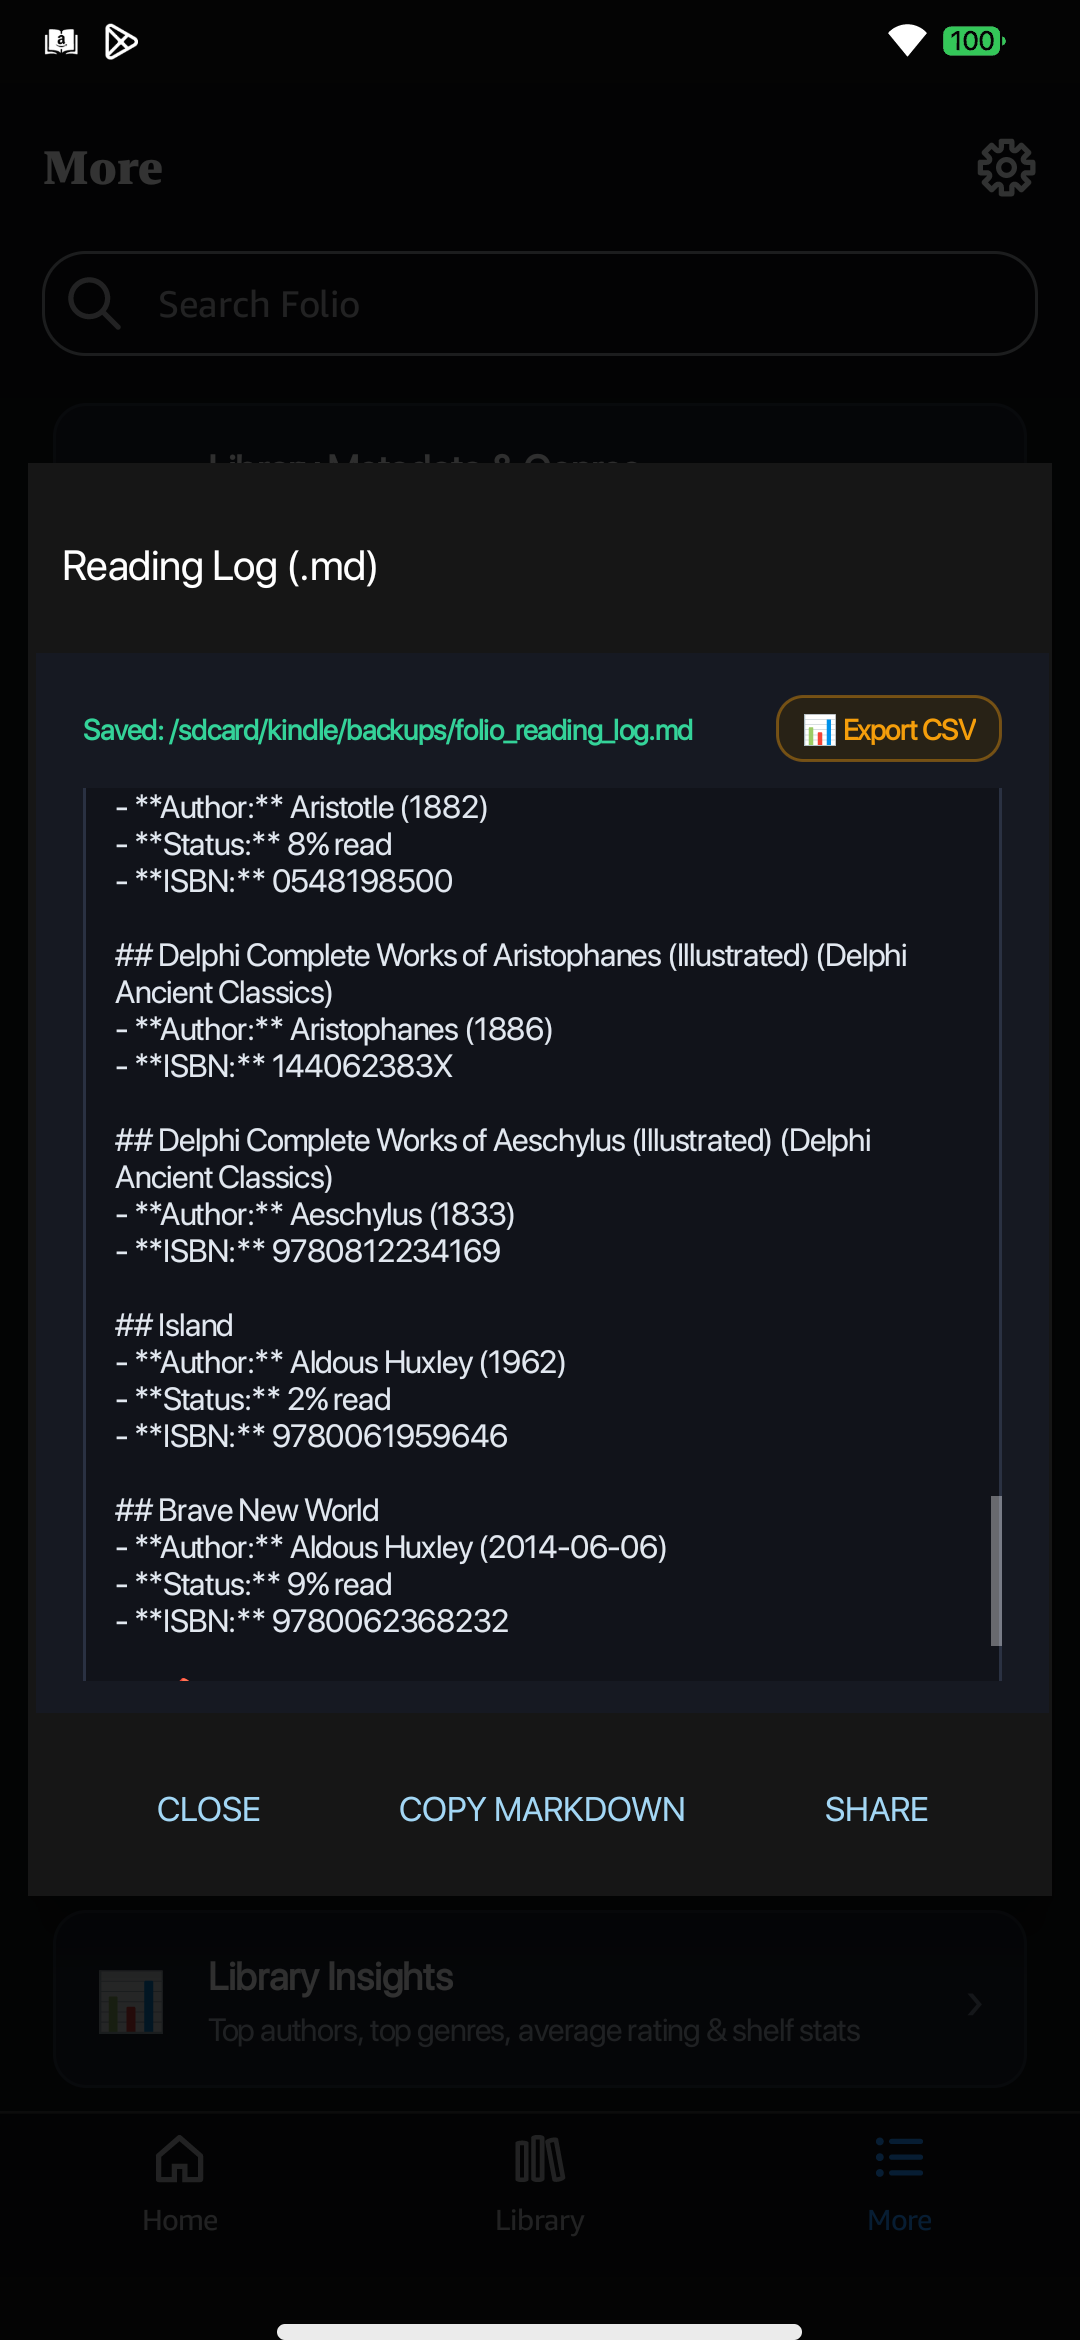 100
More
Search Folio
Library Metadata & Genres
Reading Log (.md)
Saved: /sdcard/kindle/backups/folio_reading_log.md
Export CSV
- **Author:** Aristotle (1882)
- **Status:** 8% read
- **ISBN:** 0548198500
## Delphi Complete Works of Aristophanes (Illustrated) (Delphi
Ancient Classics)
- **Author:** Aristophanes (1886)
- **ISBN:** 144062383X
## Delphi Complete Works of Aeschylus (Illustrated) (Delphi
Ancient Classics)
- **Author:** Aeschylus (1833)
- **ISBN:** 9780812234169
## Island
- **Author:** Aldous Huxley (1962)
- **Status:** 2% read
- **ISBN:** 9780061959646
## Brave New World
- **Author:** Aldous Huxley (2014-06-06)
- **Status:** 9% read
- **ISBN:** 9780062368232
CLOSE
COPY MARKDOWN
SHARE
Library Insights
Top authors, top genres, average rating & shelf stats
Home
Library
More